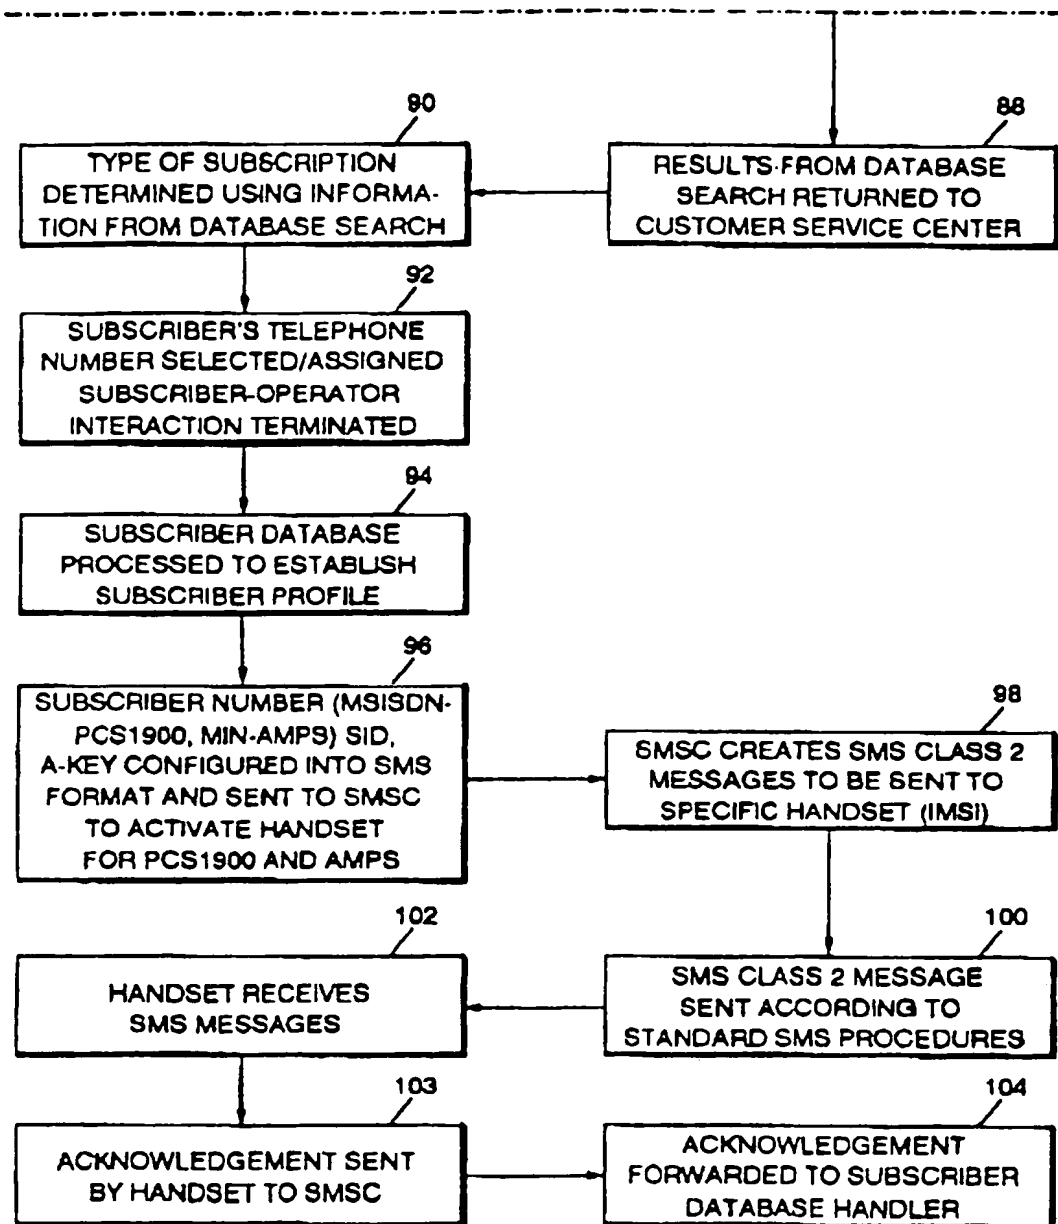 88
RESULTS FROM DATABASE
SEARCH RETURNED TO
CUSTOMER SERVICE CENTER
90
TYPE OF SUBSCRIPTION
DETERMINED USING INFORMA-
TION FROM DATABASE SEARCH
92
SUBSCRIBER'S TELEPHONE
NUMBER SELECTED/ASSIGNED
SUBSCRIBER-OPERATOR
INTERACTION TERMINATED
94
SUBSCRIBER DATABASE
PROCESSED TO ESTABLISH
SUBSCRIBER PROFILE
96
SUBSCRIBER NUMBER (MSISDN-
PCS1900, MIN-AMPS) SID,
A-KEY CONFIGURED INTO SMS
FORMAT AND SENT TO SMSC
TO ACTIVATE HANDSET
FOR PCS1900 AND AMPS
98
SMSC CREATES SMS CLASS 2
MESSAGES TO BE SENT TO
SPECIFIC HANDSET (IMSI)
100
SMS CLASS 2 MESSAGE
SENT ACCORDING TO
STANDARD SMS PROCEDURES
102
HANDSET RECEIVES
SMS MESSAGES
103
ACKNOWLEDGEMENT SENT
BY HANDSET TO SMSC
104
ACKNOWLEDGEMENT
FORWARDED TO SUBSCRIBER
DATABASE HANDLER